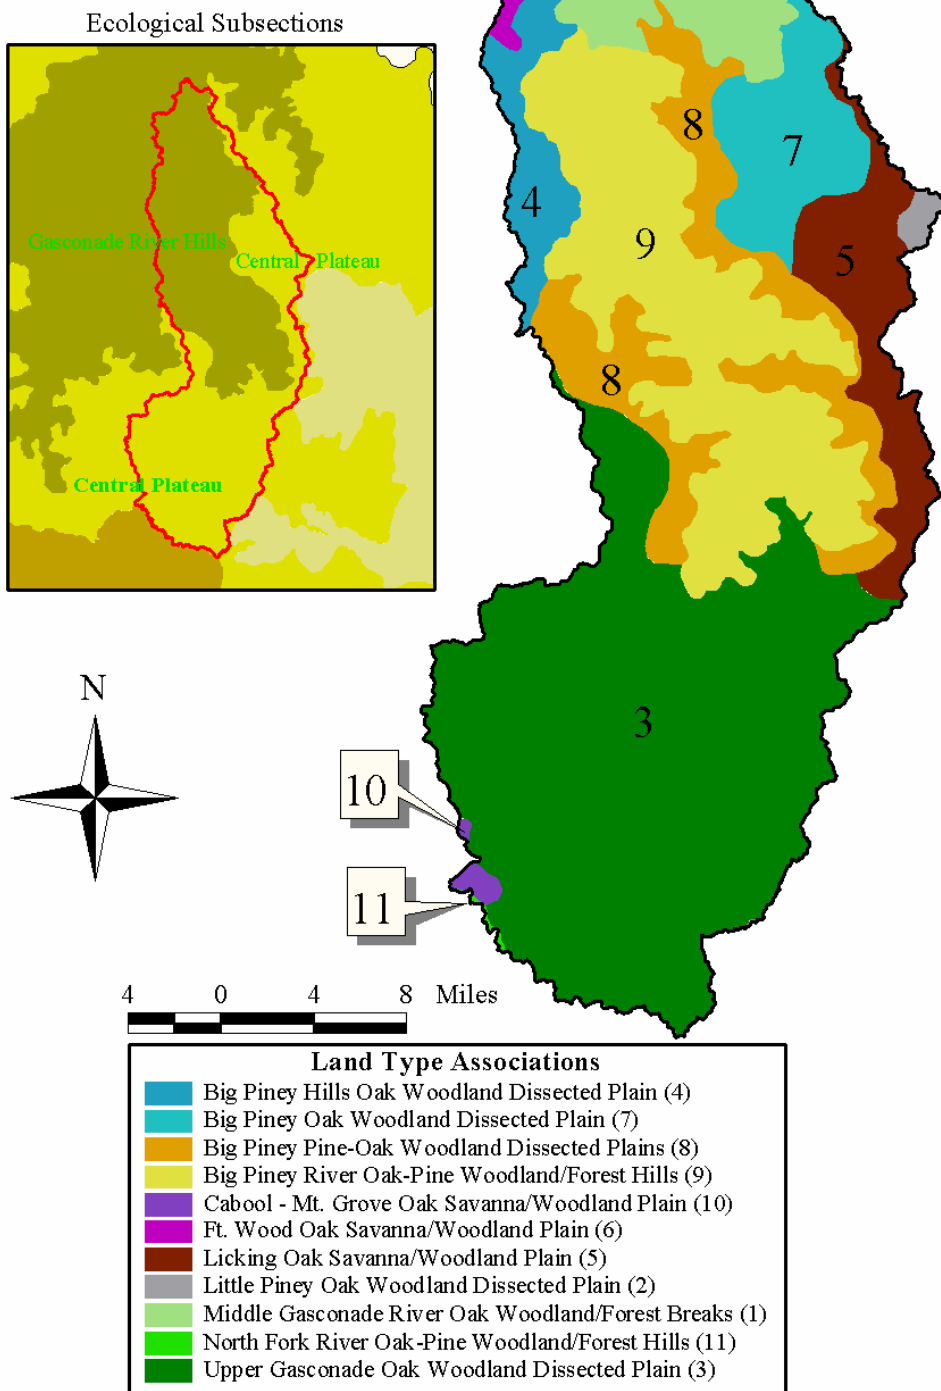 Ecological Subsections
Gasconade River Hills
Central Plateau
Central Plateau
8
7
4
9
5
8
3
N
10
11
4 0 4 8 Miles
Land Type Associations
Big Piney Hills Oak Woodland Dissected Plain (4)
Big Piney Oak Woodland Dissected Plain (7)
Big Piney Pine-Oak Woodland Dissected Plains (8)
Big Piney River Oak-Pine Woodland/Forest Hills (9)
Cabool - Mt. Grove Oak Savanna/Woodland Plain (10)
Ft. Wood Oak Savanna/Woodland Plain (6)
Licking Oak Savanna/Woodland Plain (5)
Little Piney Oak Woodland Dissected Plain (2)
Middle Gasconade River Oak Woodland/Forest Breaks (1)
North Fork River Oak-Pine Woodland/Forest Hills (11)
Upper Gasconade Oak Woodland Dissected Plain (3)